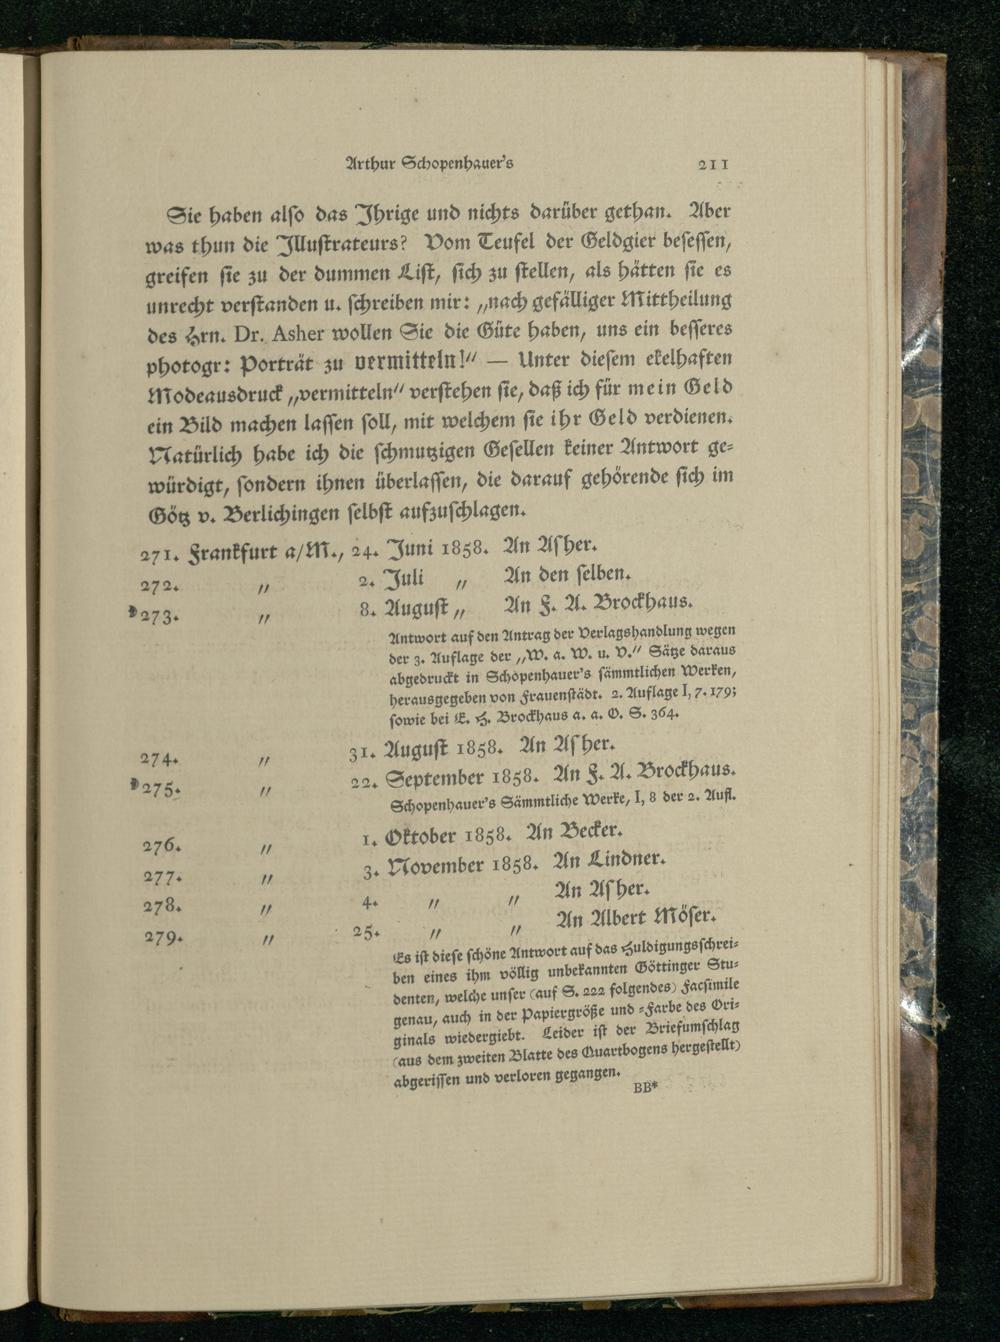 Arthur Schopenhauer's 211
Sie haben also das Ihrige und nichts darüber gethan. Aber
was thun die Illustrateurs? Vom Teufel der Geldgier besessen,
greifen sie zu der dummen List, sich zu stellen, als hätten sie es
unrecht verstanden u. schreiben mir: „nach gefälliger Mittheilung
des Hrn. Dr. Asher wollen Sie die Güte haben, uns ein besseres
photogr: Porträt zu vermitteln!“ — Unter diesem ekelhaften
Modeausdruck „vermitteln“ verstehen sie, daß ich für mein Geld
ein Bild machen lassen soll, mit welchem sie ihr Geld verdienen.
Natürlich habe ich die schmutzigen Gesellen keiner Antwort ge-
würdigt, sondern ihnen überlassen, die darauf gehörende sich im
Götz v. Berlichingen selbst aufzuschlagen.
271. Frankfurt a/M., 24. Juni 1858. An Asher.
272. „ 2. Juli „ An den selben.
273. „ 8. August „ An F. A. Brockhaus.
Antwort auf den Antrag der Verlagshandlung wegen
der 3. Auflage der „W. a. W. u. V.“ Sätze daraus
abgedruckt in Schopenhauer's sämmtlichen Werken,
herausgegeben von Frauenstädt. 2. Auflage I, 7. 179;
sowie bei E. H. Brockhaus a. a. O. S. 364.
274. „ 31. August 1858. An Asher.
275. „ 22. September 1858. An F. A. Brockhaus.
Schopenhauer's Sämmtliche Werke, I, 8 der 2. Aufl.
276. „ 1. Oktober 1858. An Becker.
277. „ 3. November 1858. An Lindner.
278. „ 4. „ „ An Asher.
279. „ 25. „ „ An Albert Möser.
Es ist diese schöne Antwort auf das Huldigungsschrei-
ben eines ihm völlig unbekannten Göttinger Stu-
denten, welche unser (auf S. 222 folgendes) Facsimile
genau, auch in der Papiergröße und -Farbe des Ori-
ginals wiedergiebt. Leider ist der Briefumschlag
(aus dem zweiten Blatte des Quartbogens hergestellt)
abgerissen und verloren gegangen.
BB*